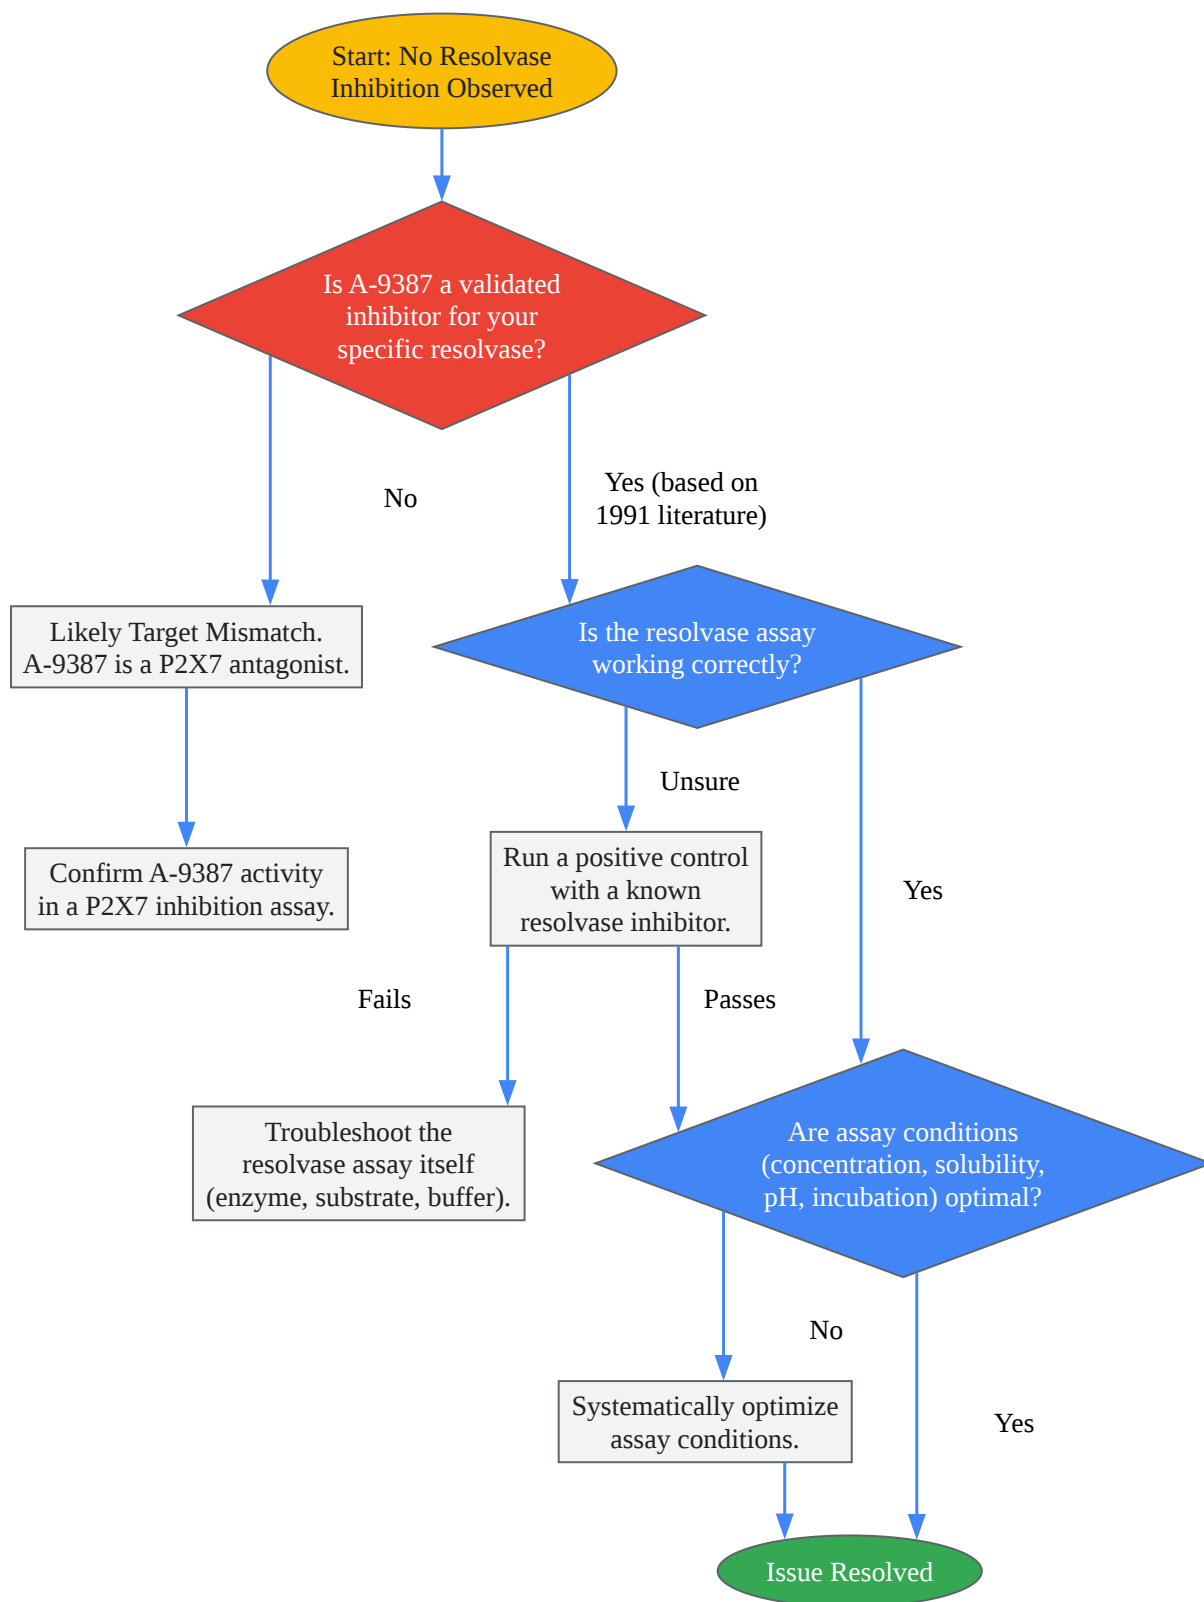 Start: No Resolvase
Inhibition Observed
Is A-9387 a validated
inhibitor for your
specific resolvase?
No
Yes (based on
1991 literature)
Likely Target Mismatch.
A-9387 is a P2X7 antagonist.
Is the resolvase assay
working correctly?
Unsure
Confirm A-9387 activity
in a P2X7 inhibition assay.
Run a positive control
with a known
resolvase inhibitor.
Yes
Fails
Passes
Troubleshoot the
resolvase assay itself
(enzyme, substrate, buffer).
Are assay conditions
(concentration, solubility,
pH, incubation) optimal?
No
Systematically optimize
assay conditions.
Yes
Issue Resolved